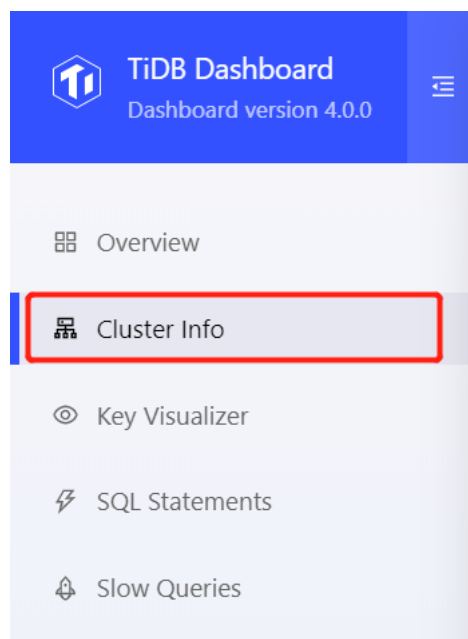 TiDB Dashboard
Dashboard version 4.0.0
Overview
Cluster Info
Key Visualizer
SQL Statements
Slow Queries